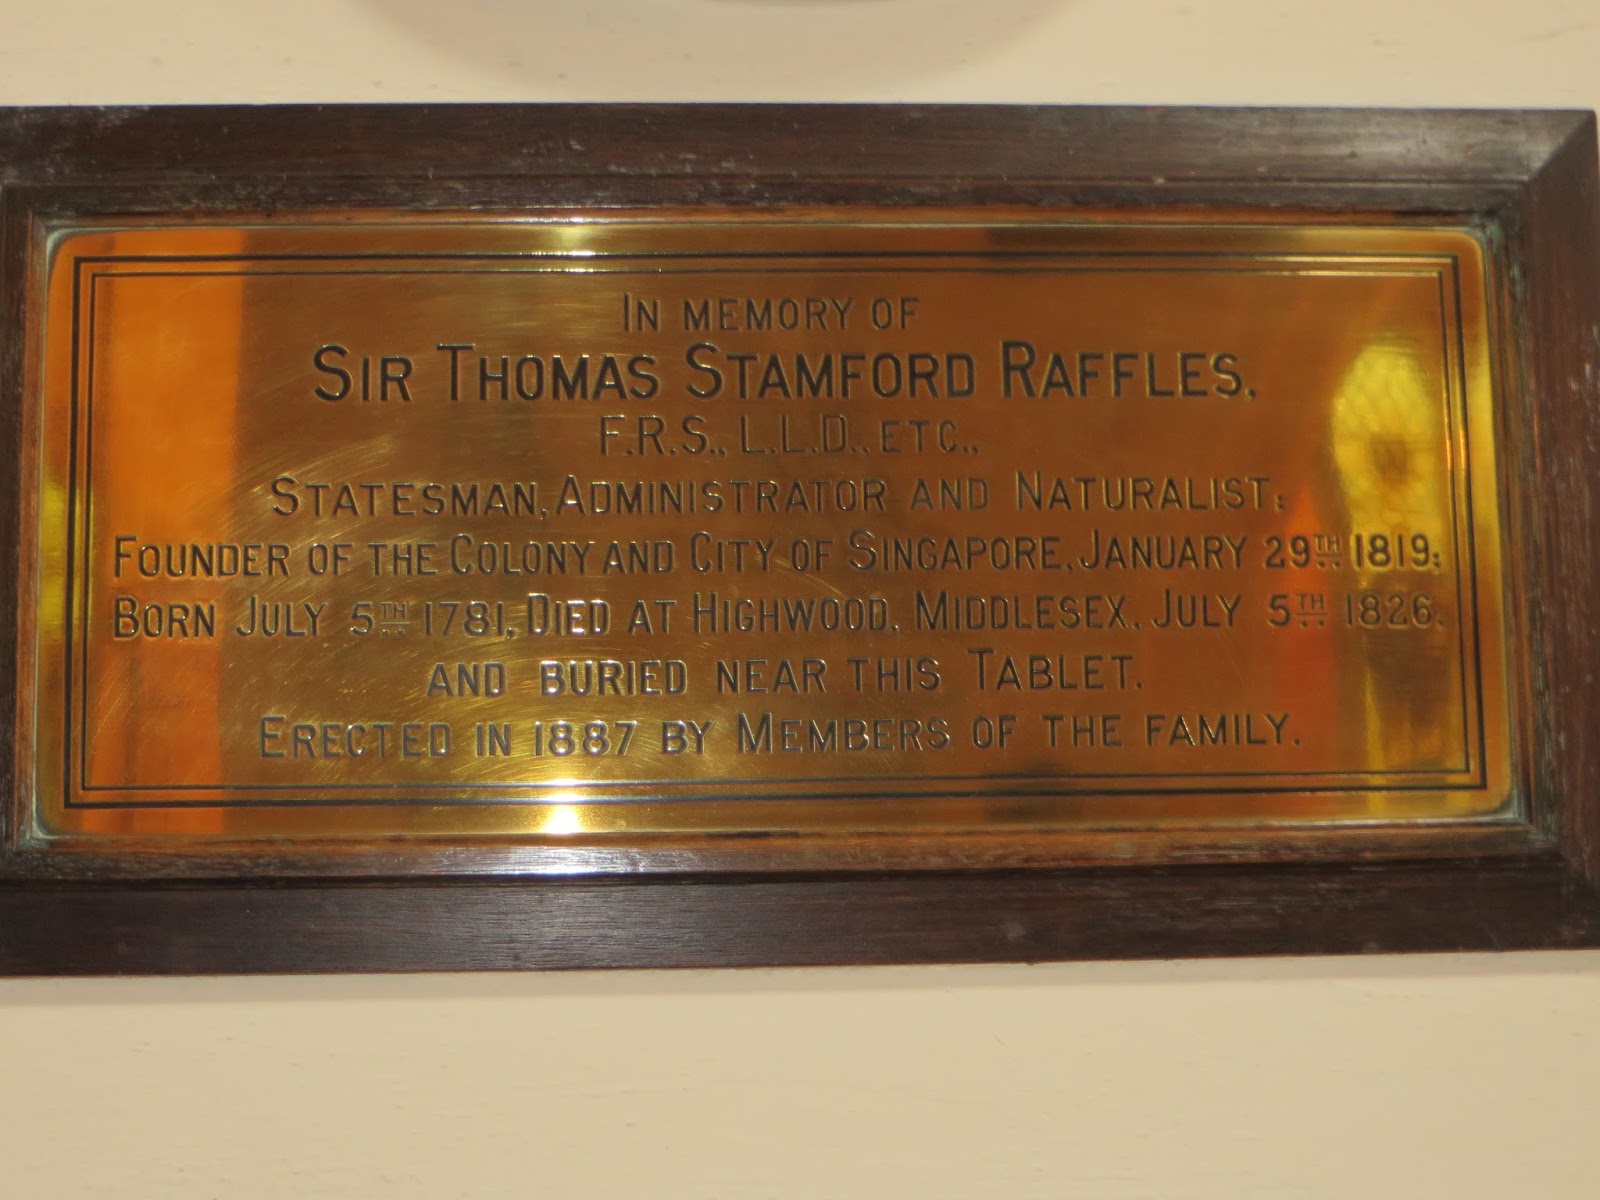 IN MEMORY OF
SIR THOMAS STAMFORD RAFFLES,
F.R.S., L.L.D., ETC.,
STATESMAN, ADMINISTRATOR AND NATURALIST;
FOUNDER OF THE COLONY AND CITY OF SINGAPORE, JANUARY 29TH 1819;
BORN JULY 5TH 1781, DIED AT HIGHWOOD, MIDDLESEX, JULY 5TH 1826,
AND BURIED NEAR THIS TABLET.
ERECTED IN 1887 BY MEMBERS OF THE FAMILY.